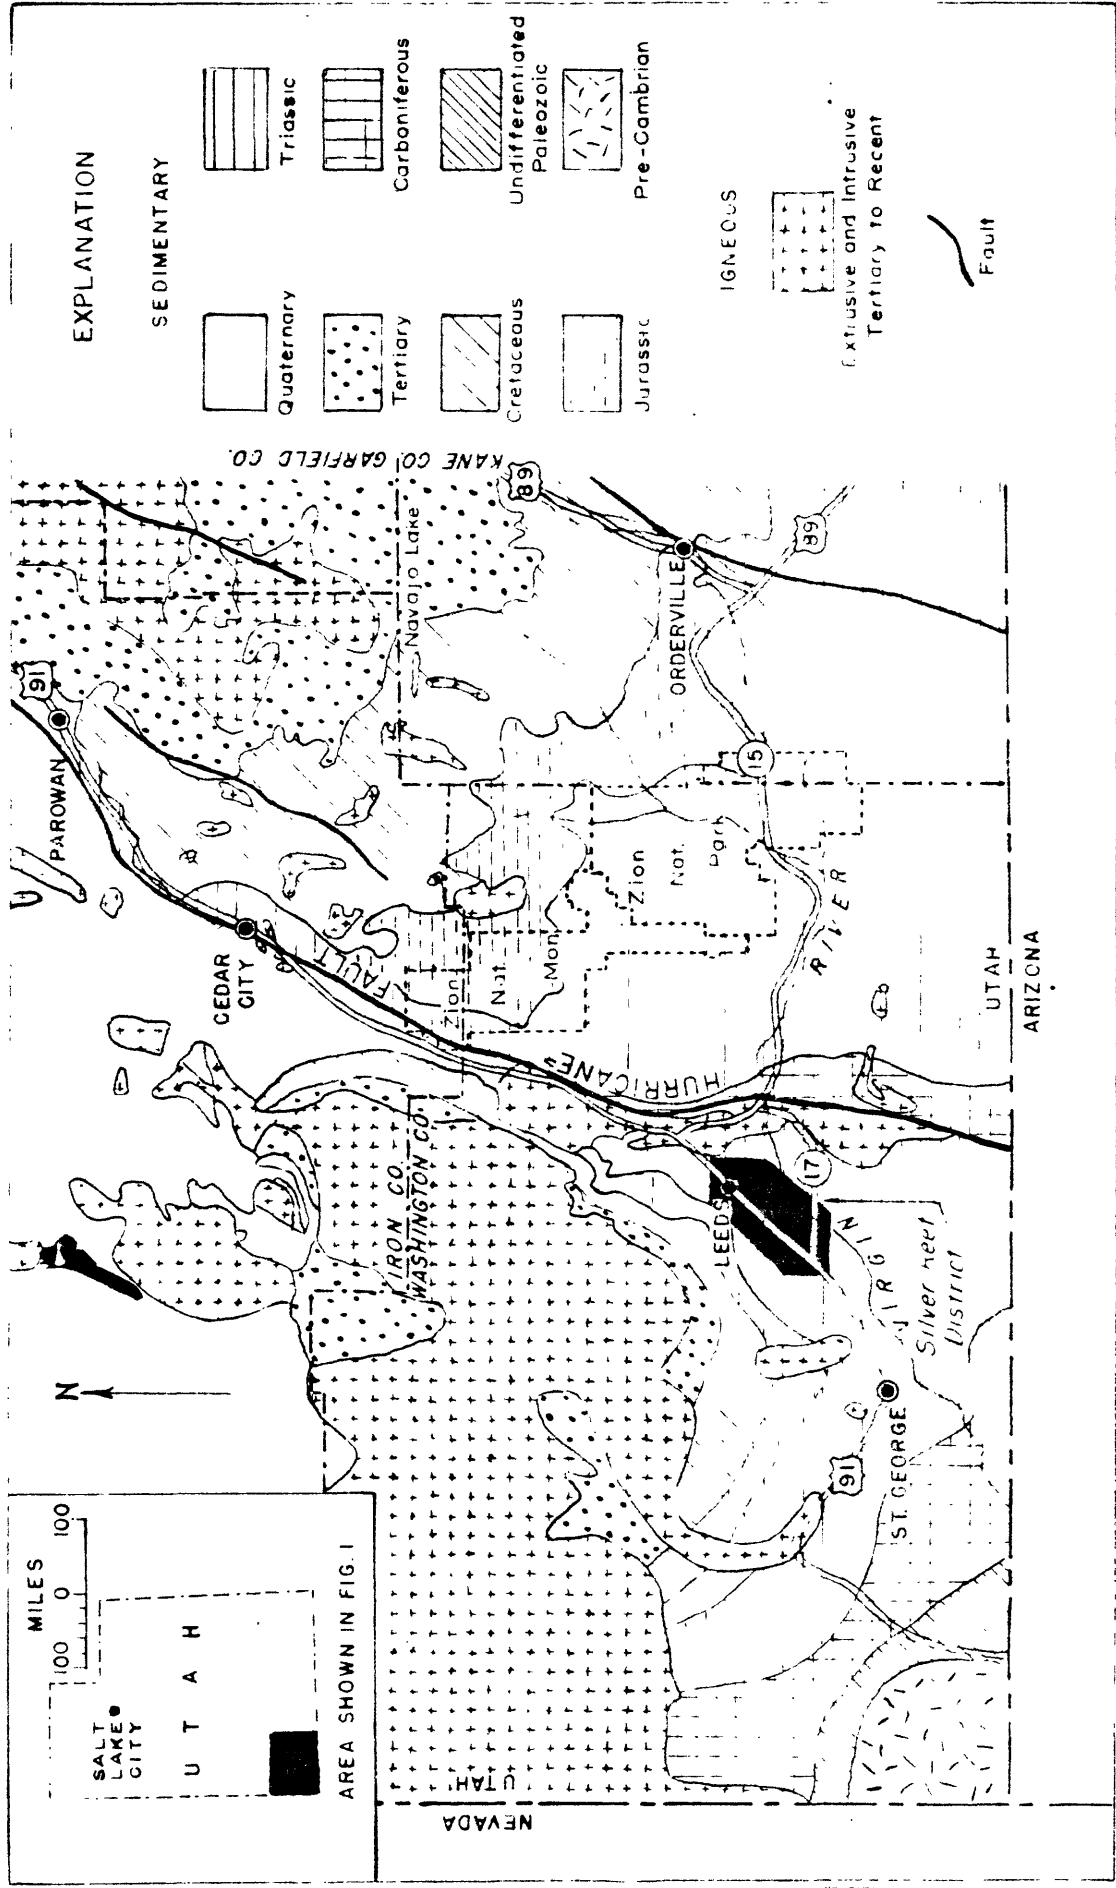 MILES
100 0 100
SALT
LAKE
CITY
U T A H
AREA SHOWN IN FIG. 1
N
NEVADA
UTAH
IRON CO.
WASHINGTON CO.
PAROWAN
91
CEDAR
CITY
HURRICANE FAULT
Zion
Nat.
Mon.
Zion
Nat.
Park
Navajo Lake
KANE CO.
GARFIELD CO.
89
ORDERVILLE
89
15
VIRGIN RIVER
LEEDS
17
Silver Reef
District
ST. GEORGE
91
UTAH
ARIZONA
EXPLANATION
SEDIMENTARY
Quaternary
Tertiary
Cretaceous
Jurassic
Triassic
Carboniferous
Undifferentiated
Paleozoic
Pre-Cambrian
IGNEOUS
Extrusive and Intrusive
Tertiary to Recent
Fault